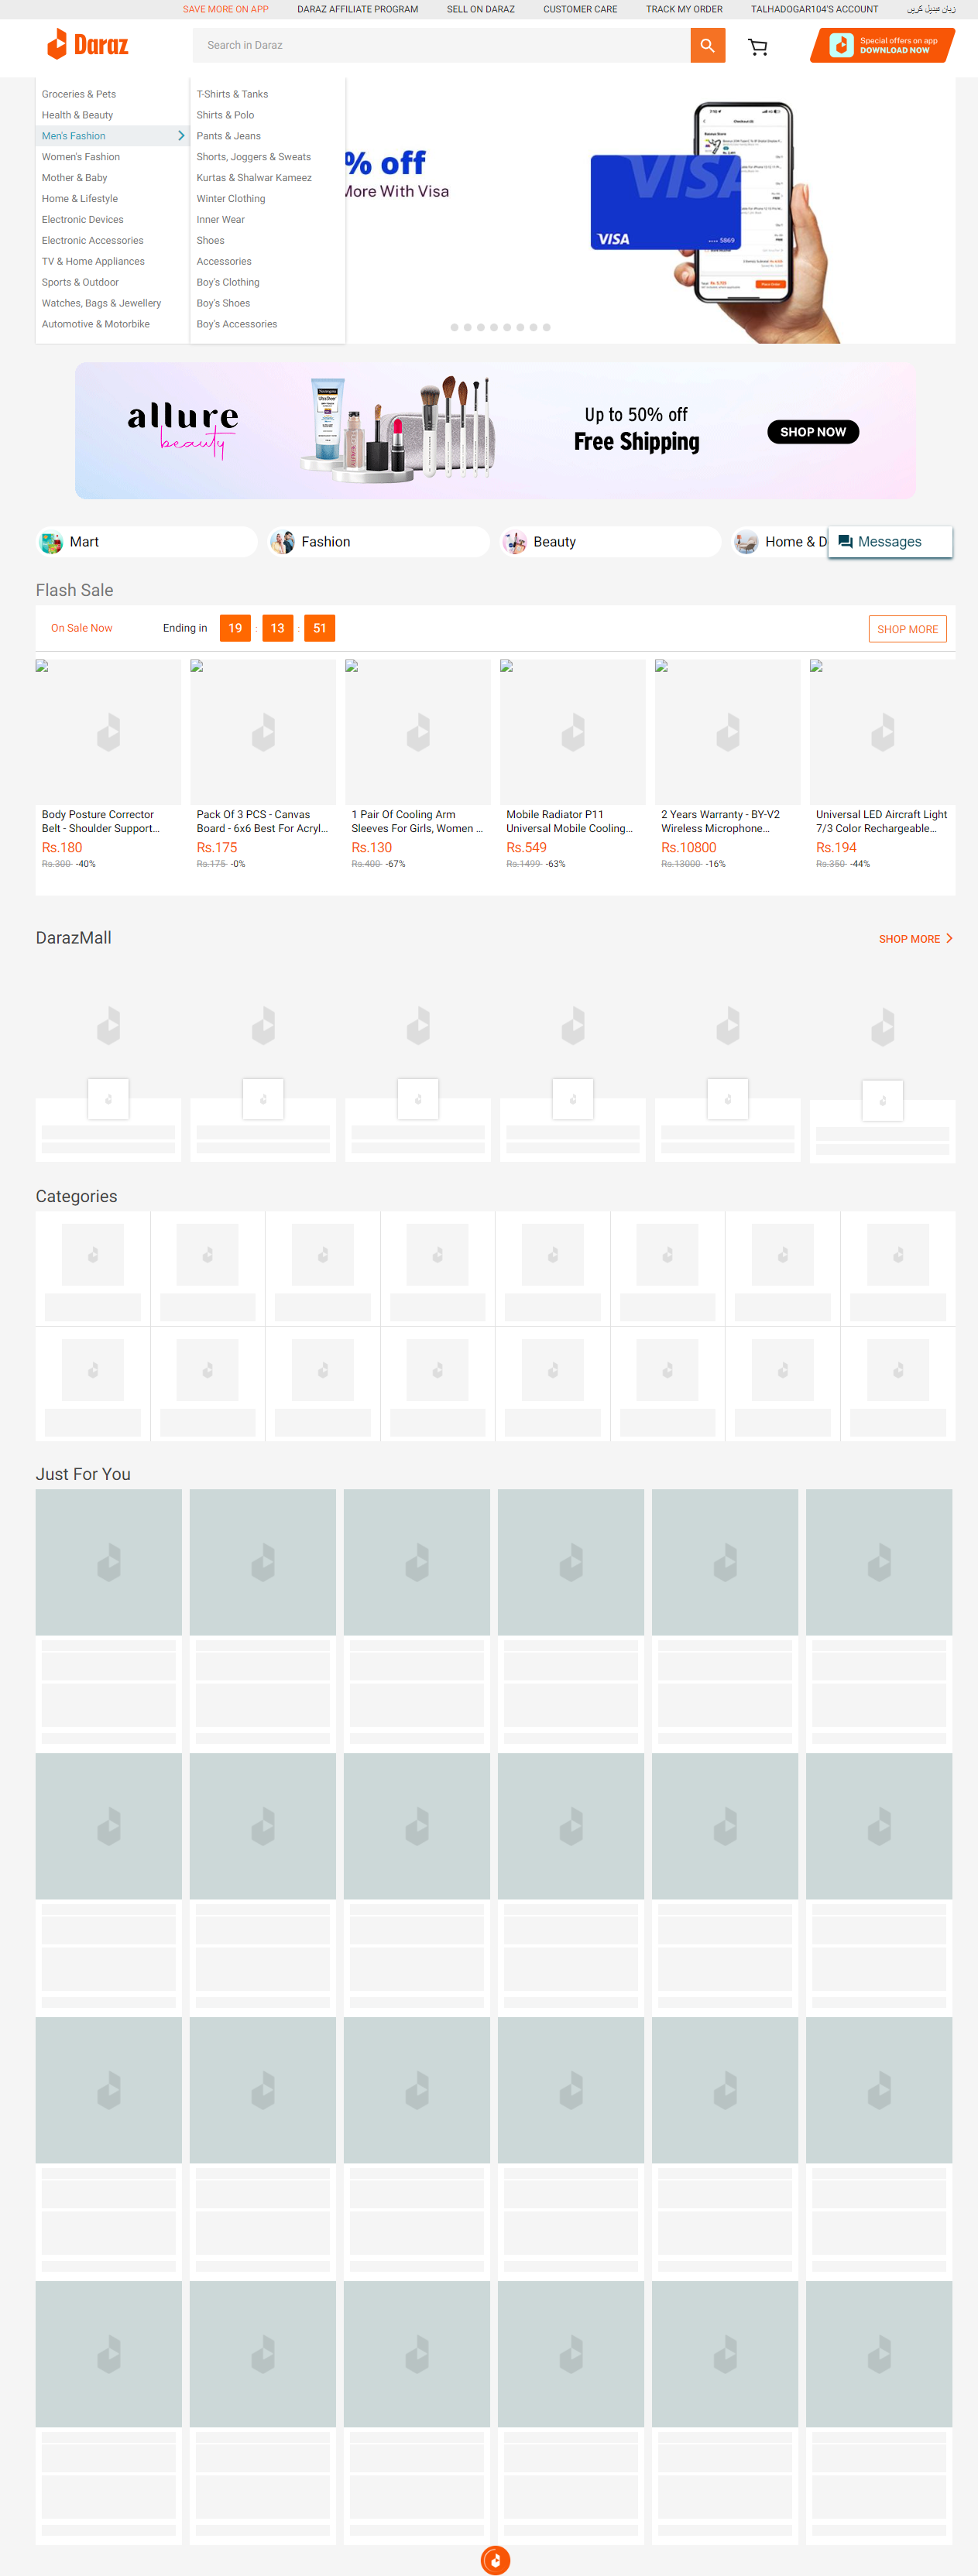 SAVE MORE ON APP
DARAZ AFFILIATE PROGRAM
SELL ON DARAZ
CUSTOMER CARE
TRACK MY ORDER
TALHADOGAR104'S ACCOUNT
زبان تبدیل کریں
Daraz
Search in Daraz
Special offers on app
DOWNLOAD NOW
Groceries & Pets
Health & Beauty
Men's Fashion
Women's Fashion
Mother & Baby
Home & Lifestyle
Electronic Devices
Electronic Accessories
TV & Home Appliances
Sports & Outdoor
Watches, Bags & Jewellery
Automotive & Motorbike
T-Shirts & Tanks
Shirts & Polo
Pants & Jeans
Shorts, Joggers & Sweats
Kurtas & Shalwar Kameez
Winter Clothing
Inner Wear
Shoes
Accessories
Boy's Clothing
Boy's Shoes
Boy's Accessories
% off
More With Visa
VISA
VISA
5869
allure
beauty
Up to 50% off
Free Shipping
SHOP NOW
Mart
Fashion
Beauty
Home & D
Messages
Flash Sale
On Sale Now
Ending in
19 : 13 : 51
SHOP MORE
Body Posture Corrector
Belt - Shoulder Support...
Rs.180
Rs.300 -40%
Pack Of 3 PCS - Canvas
Board - 6x6 Best For Acryl...
Rs.175
Rs.175 -0%
1 Pair Of Cooling Arm
Sleeves For Girls, Women ...
Rs.130
Rs.400 -67%
Mobile Radiator P11
Universal Mobile Cooling...
Rs.549
Rs.1499 -63%
2 Years Warranty - BY-V2
Wireless Microphone...
Rs.10800
Rs.13000 -16%
Universal LED Aircraft Light
7/3 Color Rechargeable...
Rs.194
Rs.350 -44%
DarazMall
SHOP MORE
Categories
Just For You